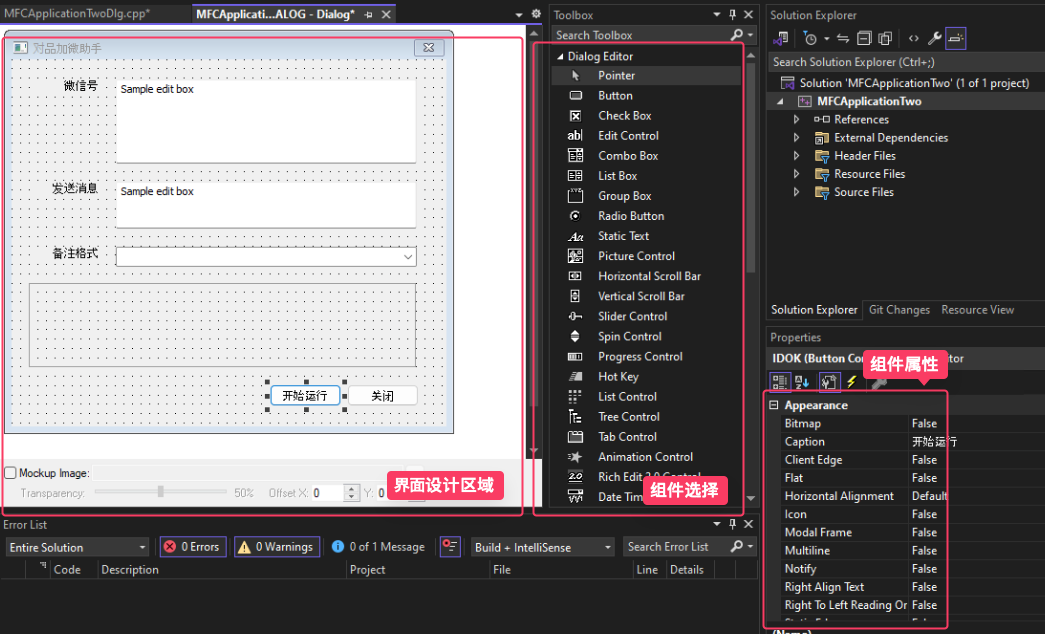 MFCApplicationTwoDlg.cpp*
MFCApplicati...ALOG - Dialog*
对品加微助手
微信号
Sample edit box
发送消息
Sample edit box
备注格式
开始运行
关闭
Mockup Image:
Transparency:
50%
Offset X:
0
Y:
0
界面设计区域
Toolbox
Search Toolbox
Dialog Editor
Pointer
Button
Check Box
Edit Control
Combo Box
List Box
Group Box
Radio Button
Static Text
Picture Control
Horizontal Scroll Bar
Vertical Scroll Bar
Slider Control
Spin Control
Progress Control
Hot Key
List Control
Tree Control
Tab Control
Animation Control
Rich Edit 2.0 Control
Date Tim
组件选择
Solution Explorer
Search Solution Explorer (Ctrl+;)
Solution 'MFCApplicationTwo' (1 of 1 project)
MFCApplicationTwo
References
External Dependencies
Header Files
Resource Files
Source Files
Solution Explorer
Git Changes
Resource View
Properties
IDOK (Button Co
tor
组件属性
Appearance
Bitmap False
Caption 开始运行
Client Edge False
Flat False
Horizontal Alignment Default
Icon False
Modal Frame False
Multiline False
Notify False
Right Align Text False
Right To Left Reading Or False
(Name)
Error List
Entire Solution
0 Errors
0 Warnings
0 of 1 Message
Build + IntelliSense
Search Error List
Code
Description
Project
File
Line
Details